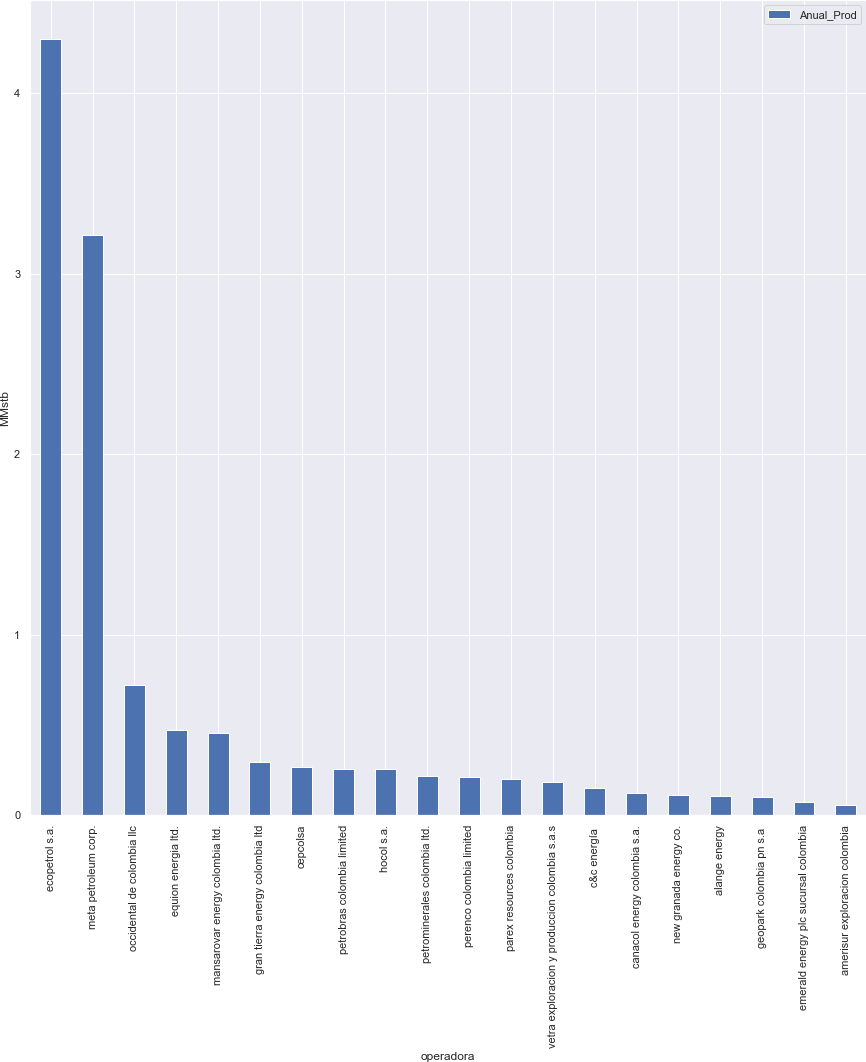 Anual_Prod
4
3
2
1
0
MMstb
ecopetrol s.a.
meta petroleum corp.
occidental de colombia llc
equion energia ltd.
mansarovar energy colombia ltd.
gran tierra energy colombia ltd
cepcolsa
petrobras colombia limited
hocol s.a.
petrominerales colombia ltd.
perenco colombia limited
parex resources colombia
vetra exploracion y produccion colombia s.a.s
c&c energía
canacol energy colombia s.a.
new granada energy co.
alange energy
geopark colombia pn s.a
emerald energy plc sucursal colombia
amerisur exploracion colombia
operadora